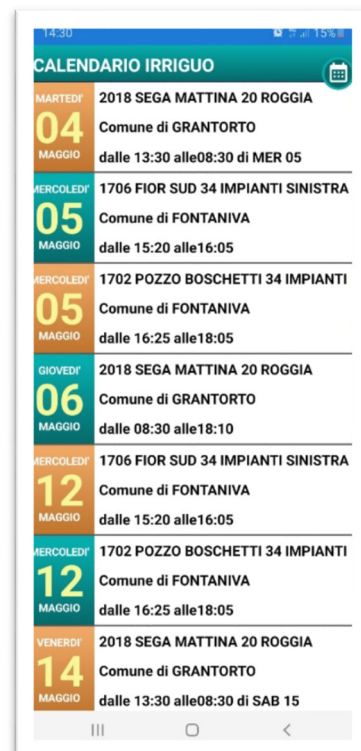 14:30 15%
CALENDARIO IRRIGUO
MARTEDI'
04
MAGGIO
2018 SEGA MATTINA 20 ROGGIA
Comune di GRANTORTO
dalle 13:30 alle08:30 di MER 05
MERCOLEDI'
05
MAGGIO
1706 FIOR SUD 34 IMPIANTI SINISTRA
Comune di FONTANIVA
dalle 15:20 alle16:05
MERCOLEDI'
05
MAGGIO
1702 POZZO BOSCHETTI 34 IMPIANTI
Comune di FONTANIVA
dalle 16:25 alle18:05
GIOVEDI'
06
MAGGIO
2018 SEGA MATTINA 20 ROGGIA
Comune di GRANTORTO
dalle 08:30 alle18:10
MERCOLEDI'
12
MAGGIO
1706 FIOR SUD 34 IMPIANTI SINISTRA
Comune di FONTANIVA
dalle 15:20 alle16:05
MERCOLEDI'
12
MAGGIO
1702 POZZO BOSCHETTI 34 IMPIANTI
Comune di FONTANIVA
dalle 16:25 alle18:05
VENERDI'
14
MAGGIO
2018 SEGA MATTINA 20 ROGGIA
Comune di GRANTORTO
dalle 13:30 alle08:30 di SAB 15